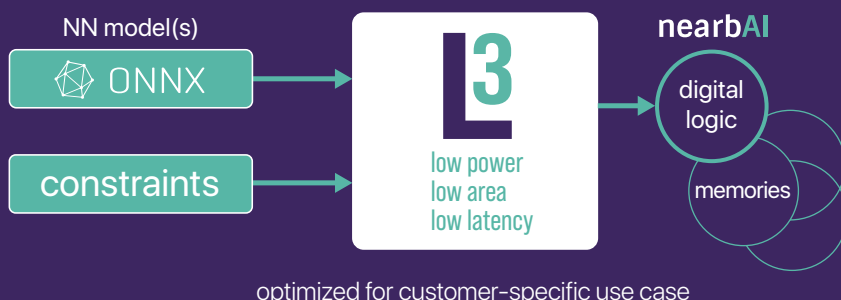 NN model(s)
ONNX
constraints
L3
low power
low area
low latency
nearbAI
digital
logic
memories
optimized for customer-specific use case